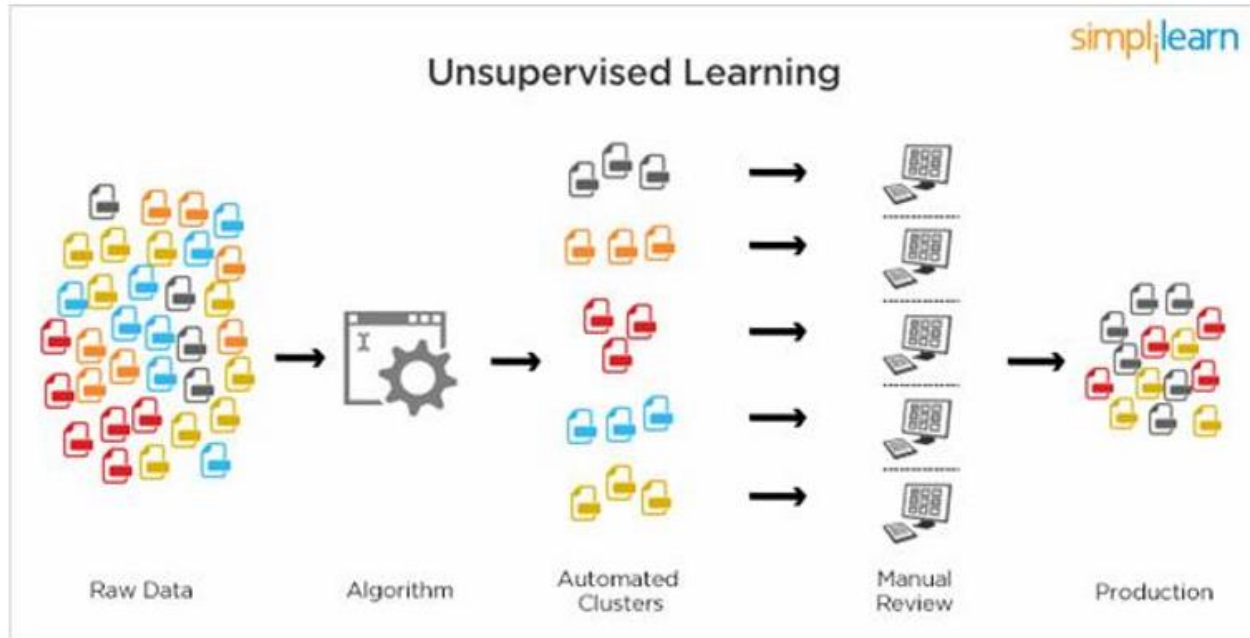 simplilearn
Unsupervised Learning
Raw Data
Algorithm
Automated
Clusters
Manual
Review
Production